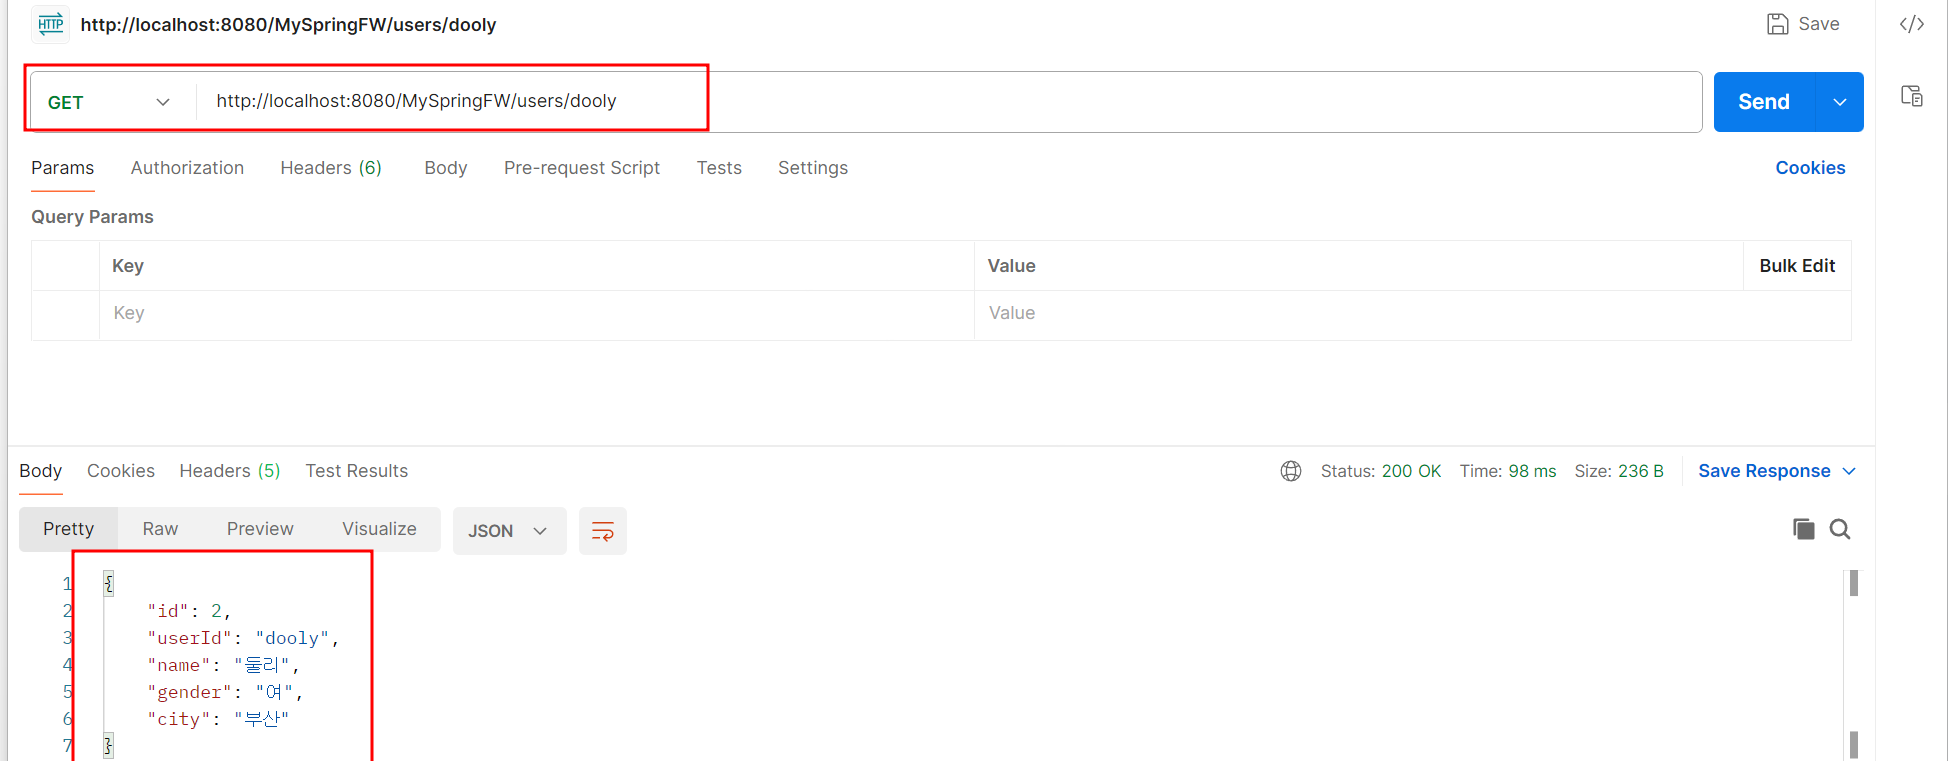 HTTP http://localhost:8080/MySpringFW/users/dooly Save
GET http://localhost:8080/MySpringFW/users/dooly Send
Params Authorization Headers (6) Body Pre-request Script Tests Settings Cookies
Query Params
Key Value Bulk Edit
Key Value
Body Cookies Headers (5) Test Results Status: 200 OK Time: 98 ms Size: 236 B Save Response
Pretty Raw Preview Visualize JSON
1 {
2 "id": 2,
3 "userId": "dooly",
4 "name": "둘리",
5 "gender": "여",
6 "city": "부산"
7 }